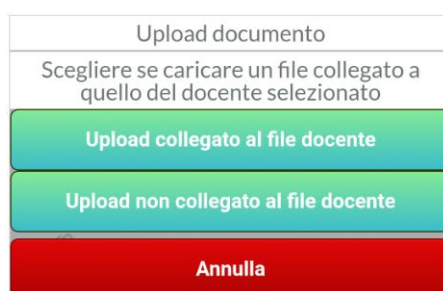 Upload documento
Scegliere se caricare un file collegato a
quello del docente selezionato
Upload collegato al file docente
Upload non collegato al file docente
Annulla